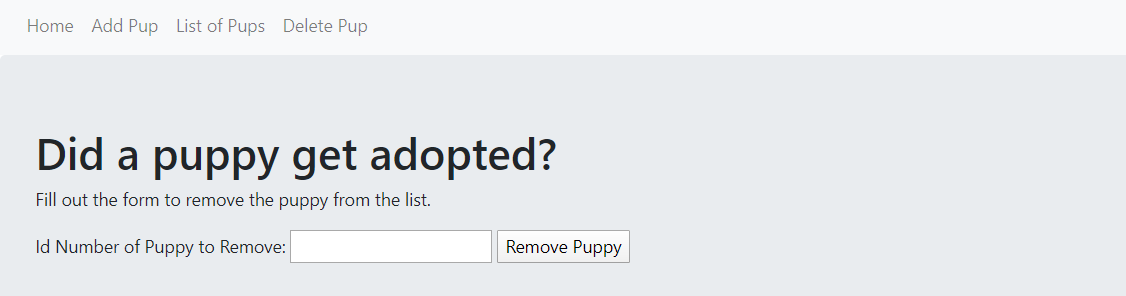 Home Add Pup List of Pups Delete Pup
Did a puppy get adopted?
Fill out the form to remove the puppy from the list.
Id Number of Puppy to Remove: Remove Puppy